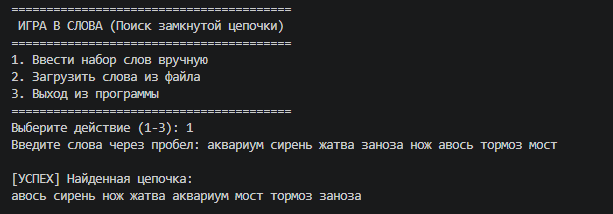 ========================================
ИГРА В СЛОВА (Поиск замкнутой цепочки)
========================================
1. Ввести набор слов вручную
2. Загрузить слова из файла
3. Выход из программы
========================================
Выберите действие (1-3): 1
Введите слова через пробел: аквариум сирень жатва заноза нож авось тормоз мост
[УСПЕХ] Найденная цепочка:
авось сирень нож жатва аквариум мост тормоз заноза